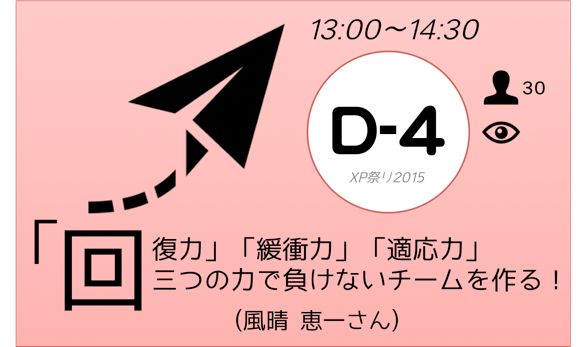 13:00～14:30
30
D-4
XP祭り2015
「回復力」「緩衝力」「適応力」
三つの力で負けないチームを作る！
(風晴 恵一さん)